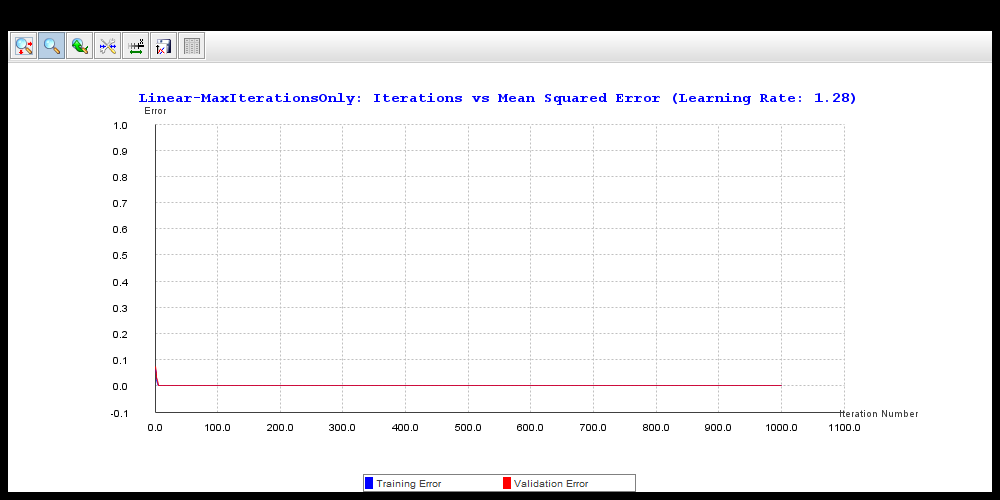 Linear-MaxIterationsOnly: Iterations vs Mean Squared Error (Learning Rate: 1.28)
Error
1.0
0.9
0.8
0.7
0.6
0.5
0.4
0.3
0.2
0.1
0.0
-0.1
Iteration Number
0.0 100.0 200.0 300.0 400.0 500.0 600.0 700.0 800.0 900.0 1000.0 1100.0
Training Error Validation Error